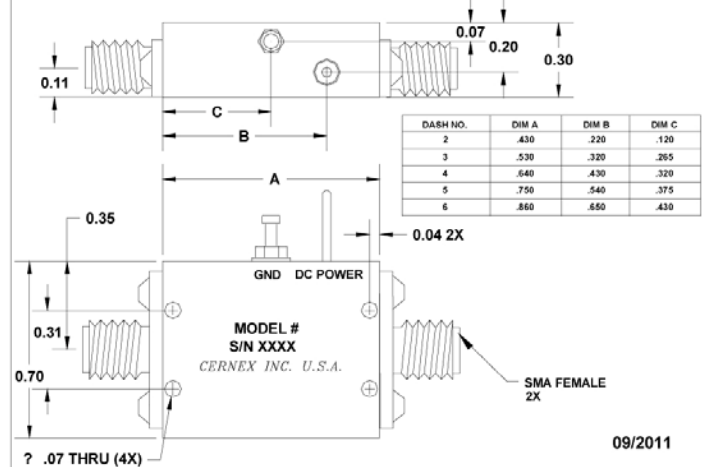 0.07
0.20
0.30
0.11
C
B
DASH NO. DIM A DIM B DIM C
2 .430 .220 .120
3 .530 .320 .265
4 .640 .430 .320
5 .750 .540 .375
6 .860 .650 .430
A
0.35
0.04 2X
GND DC POWER
0.31
MODEL #
S/N XXXX
CERNEX INC. U.S.A.
0.70
SMA FEMALE
2X
09/2011
? .07 THRU (4X)